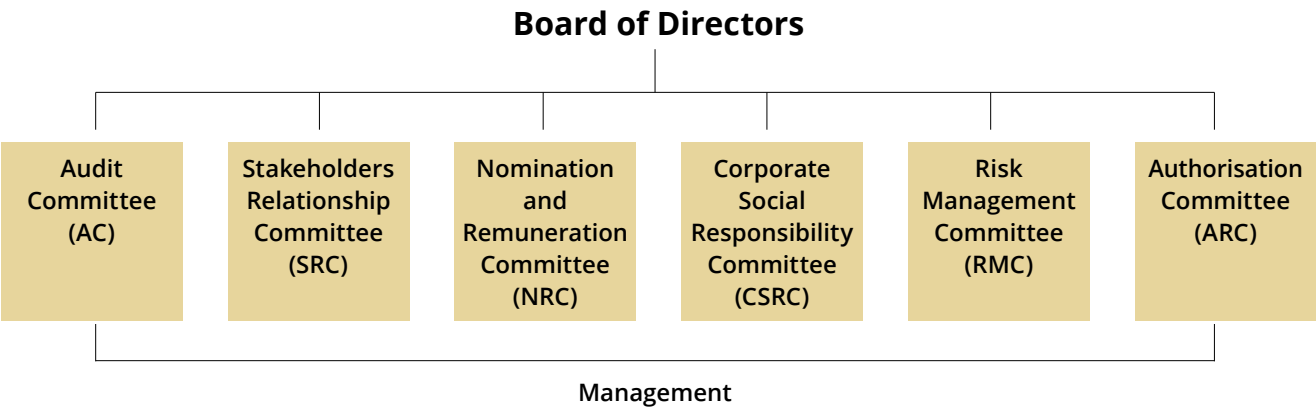 Board of Directors
Audit
Committee
(AC)
Stakeholders
Relationship
Committee
(SRC)
Nomination
and
Remuneration
Committee
(NRC)
Corporate
Social
Responsibility
Committee
(CSRC)
Risk
Management
Committee
(RMC)
Authorisation
Committee
(ARC)
Management